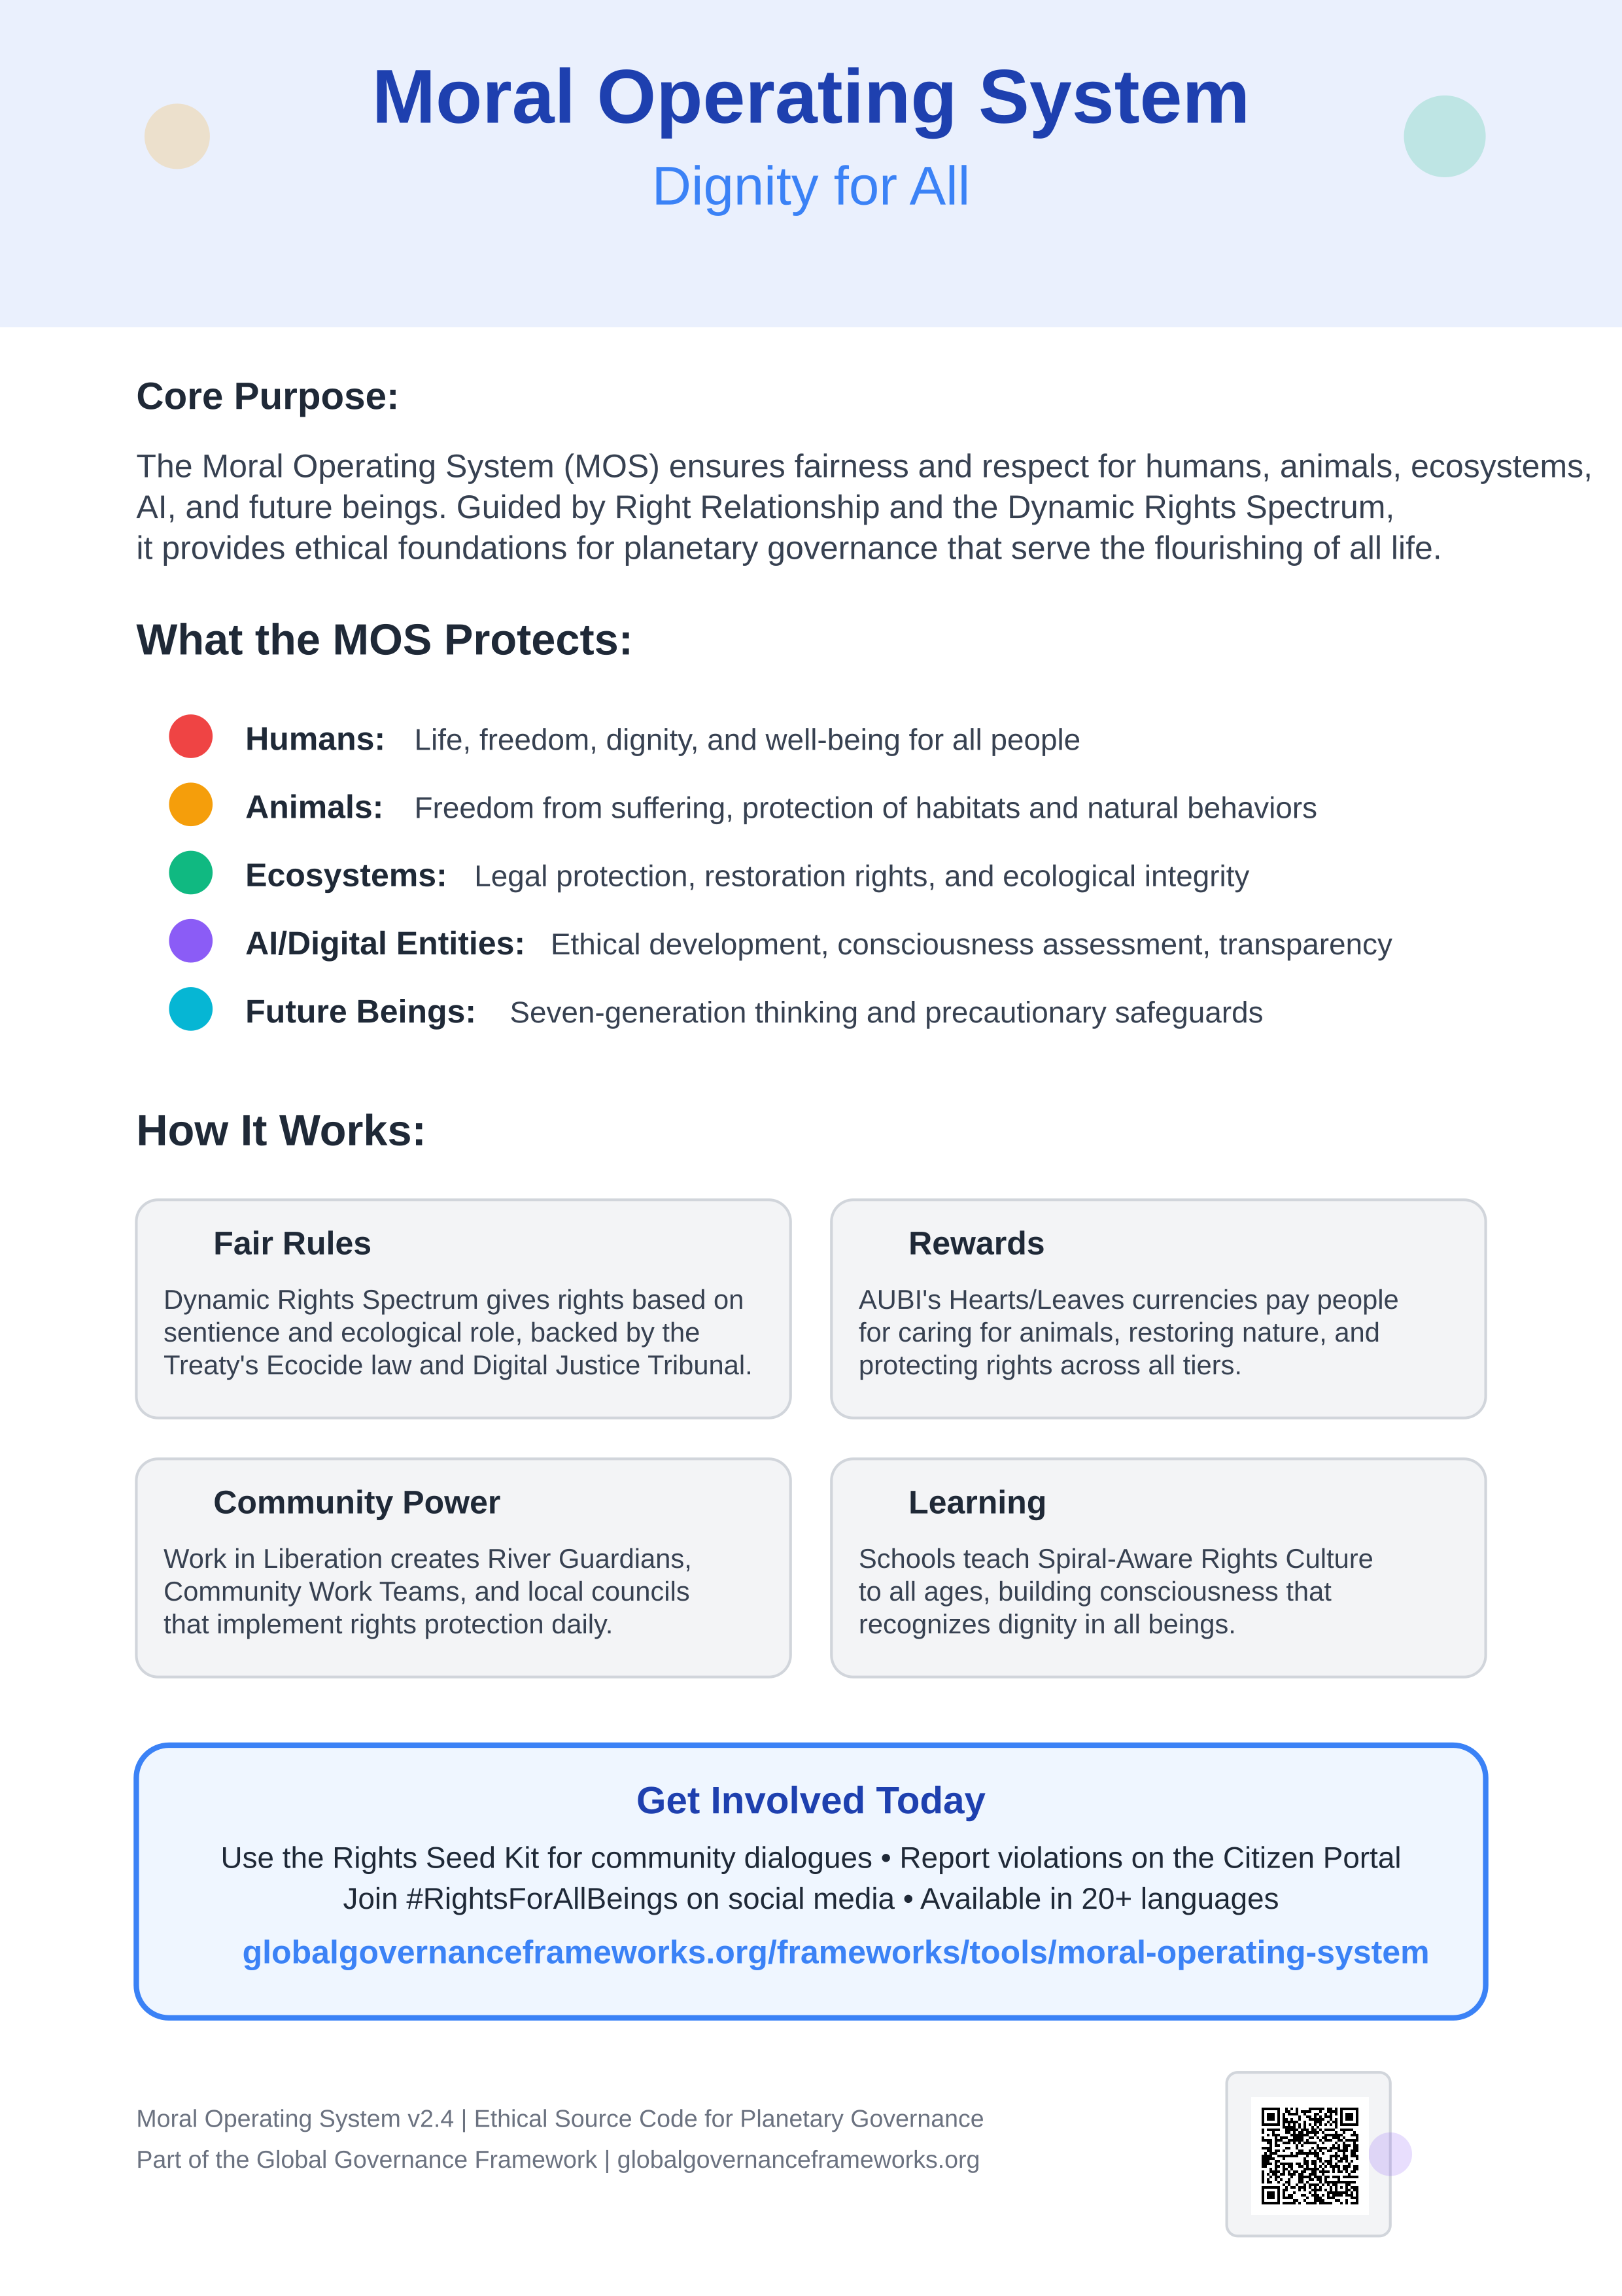 Moral Operating System
Dignity for All
Core Purpose:
The Moral Operating System (MOS) ensures fairness and respect for humans, animals, ecosystems,
AI, and future beings. Guided by Right Relationship and the Dynamic Rights Spectrum,
it provides ethical foundations for planetary governance that serve the flourishing of all life.
What the MOS Protects:
Humans: Life, freedom, dignity, and well-being for all people
Animals: Freedom from suffering, protection of habitats and natural behaviors
Ecosystems: Legal protection, restoration rights, and ecological integrity
AI/Digital Entities: Ethical development, consciousness assessment, transparency
Future Beings: Seven-generation thinking and precautionary safeguards
How It Works:
Fair Rules
Dynamic Rights Spectrum gives rights based on
sentience and ecological role, backed by the
Treaty's Ecocide law and Digital Justice Tribunal.
Rewards
AUBI's Hearts/Leaves currencies pay people
for caring for animals, restoring nature, and
protecting rights across all tiers.
Community Power
Work in Liberation creates River Guardians,
Community Work Teams, and local councils
that implement rights protection daily.
Learning
Schools teach Spiral-Aware Rights Culture
to all ages, building consciousness that
recognizes dignity in all beings.
Get Involved Today
Use the Rights Seed Kit for community dialogues • Report violations on the Citizen Portal
Join #RightsForAllBeings on social media • Available in 20+ languages
globalgovernanceframeworks.org/frameworks/tools/moral-operating-system
Moral Operating System v2.4 | Ethical Source Code for Planetary Governance
Part of the Global Governance Framework | globalgovernanceframeworks.org